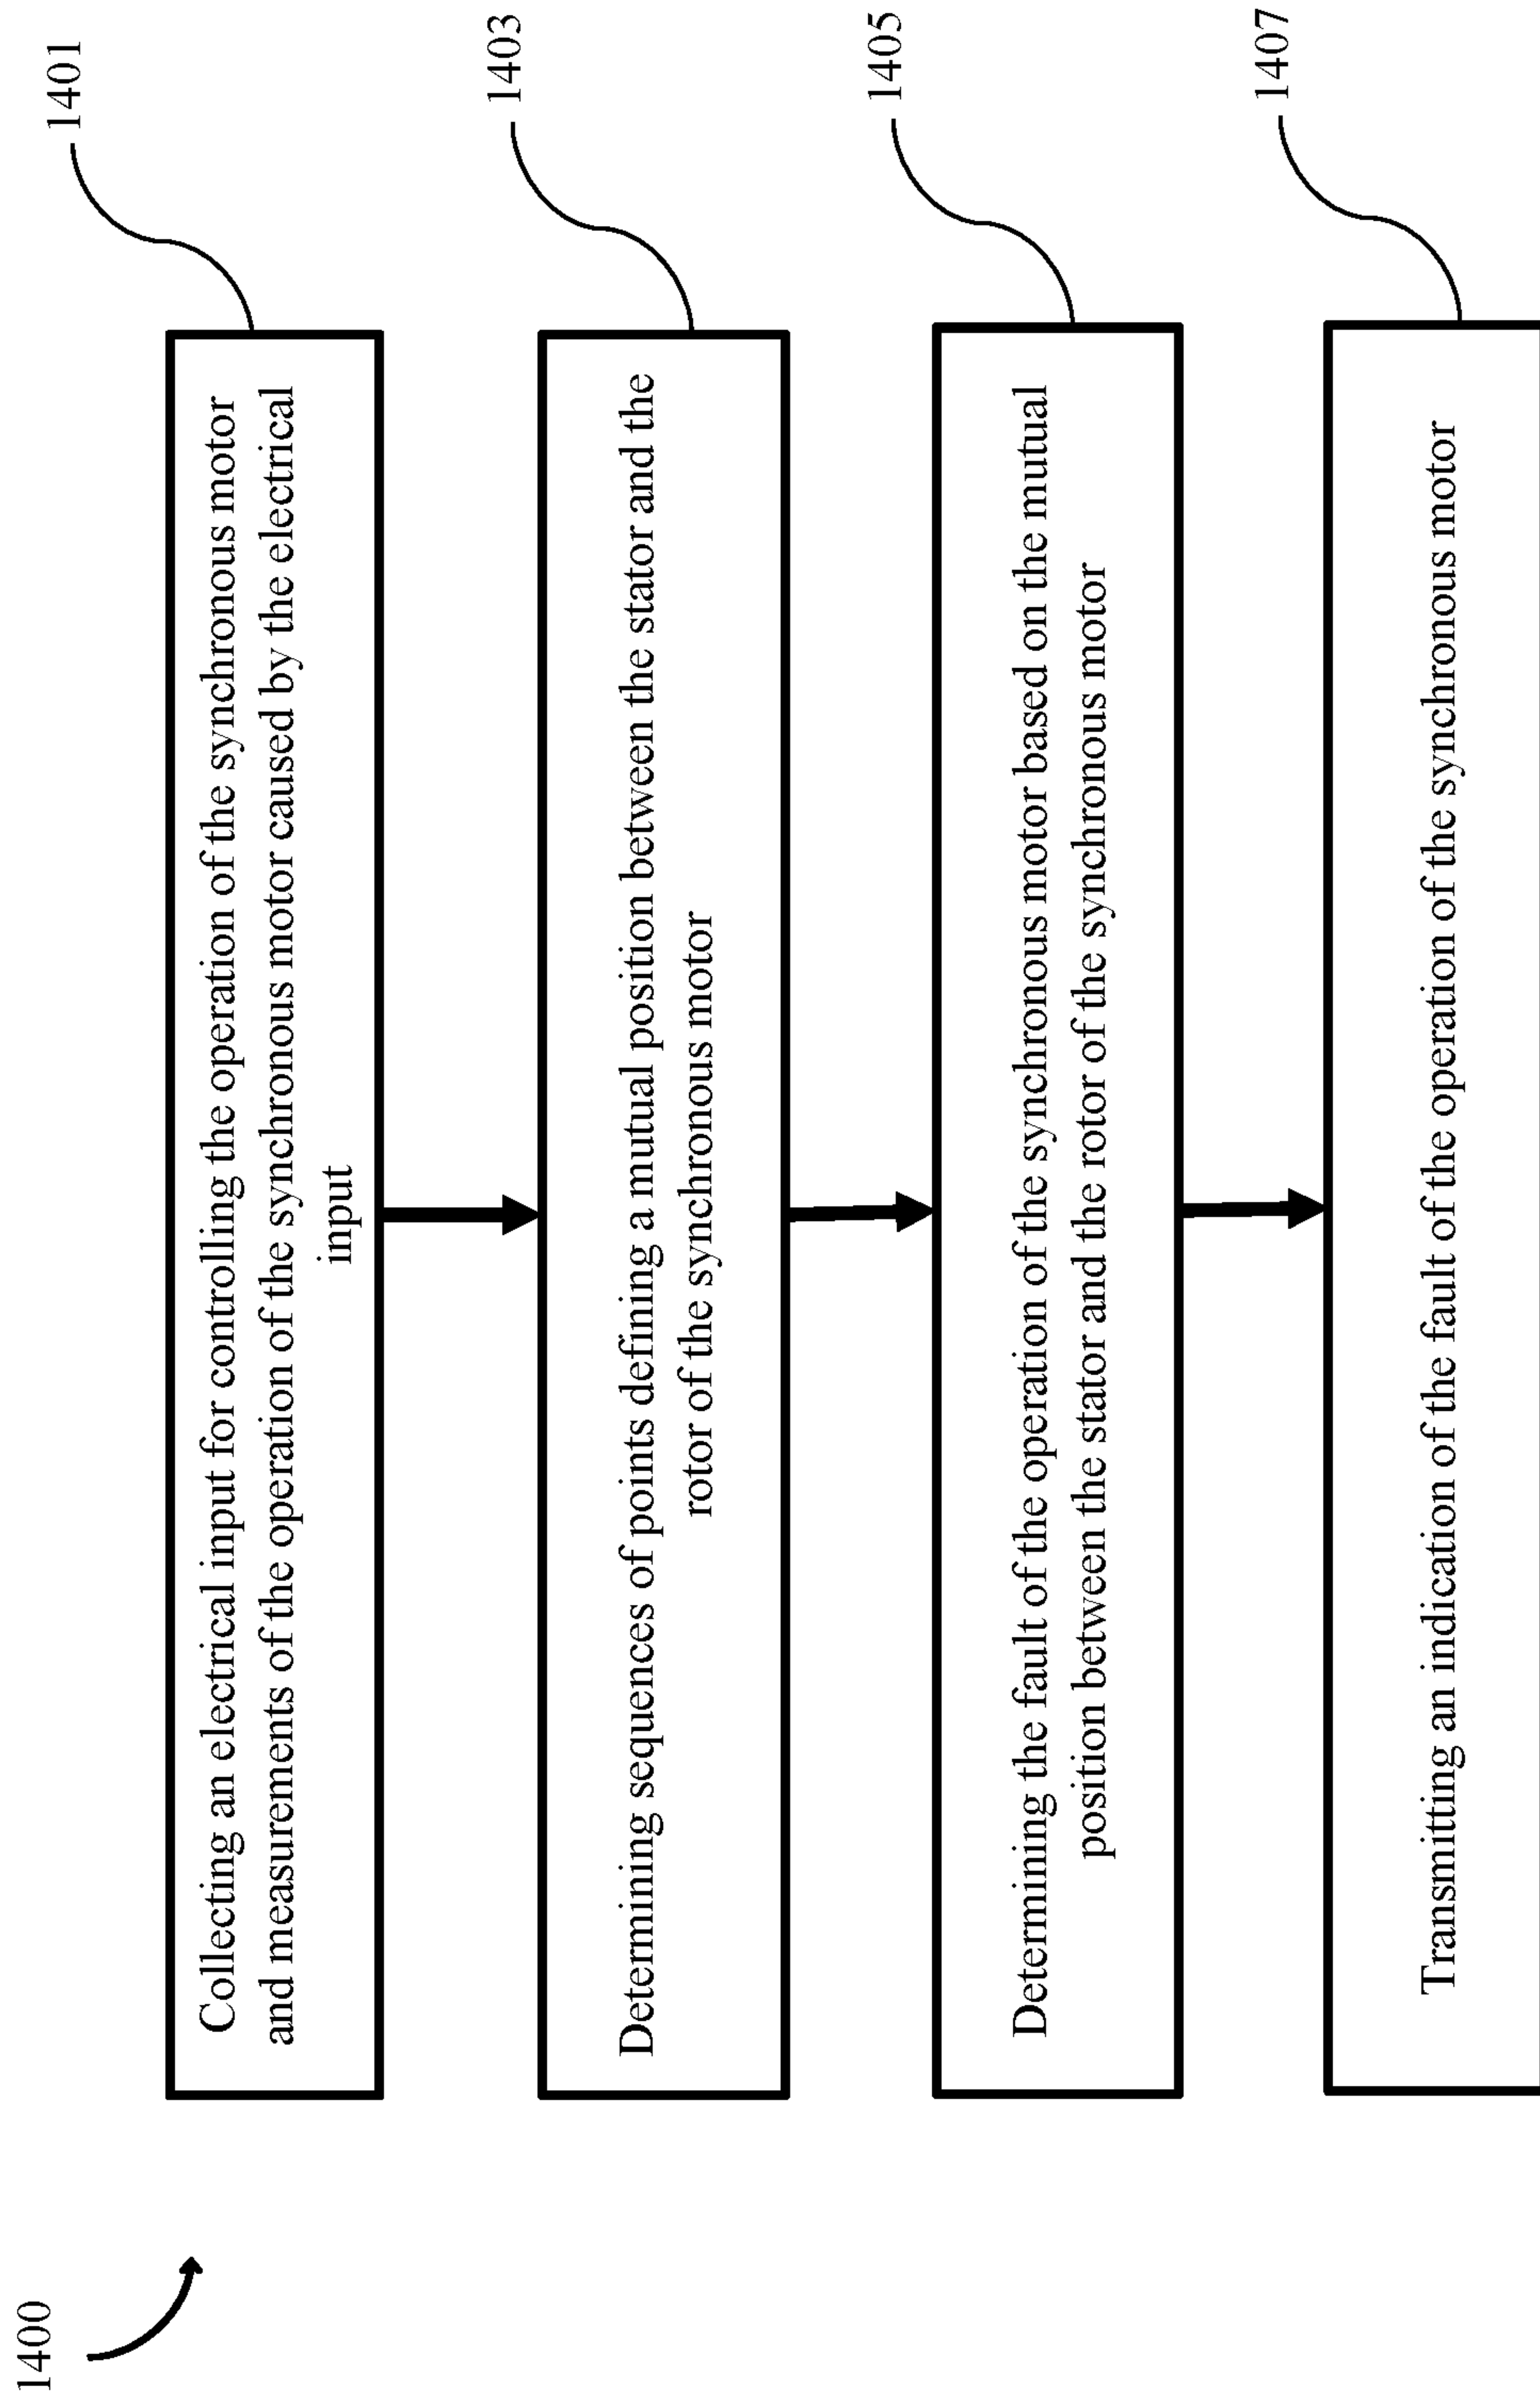 1400
1401
Collecting an electrical input for controlling the operation of the synchronous motor
and measurements of the operation of the synchronous motor caused by the electrical
input
1403
Determining sequences of points defining a mutual position between the stator and the
rotor of the synchronous motor
1405
Determining the fault of the operation of the synchronous motor based on the mutual
position between the stator and the rotor of the synchronous motor
1407
Transmitting an indication of the fault of the operation of the synchronous motor